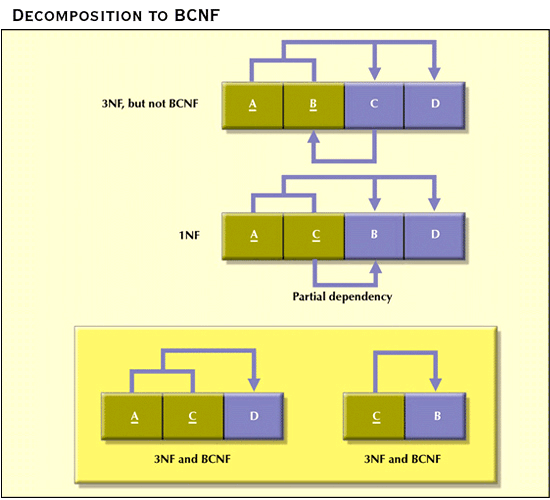 DECOMPOSITION TO BCNF
3NF, but not BCNF
A B C D
1NF
A C B D
Partial dependency
A C D
C B
3NF and BCNF
3NF and BCNF